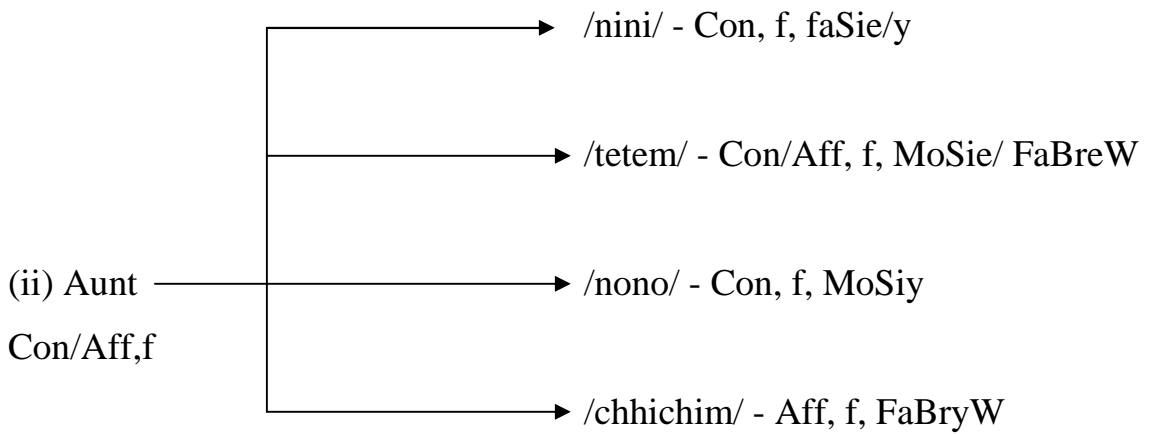 /nini/ - Con, f, faSie/y
/tetem/ - Con/Aff, f, MoSie/ FaBreW
(ii) Aunt
/nono/ - Con, f, MoSiy
Con/Aff,f
/chhichim/ - Aff, f, FaBryW